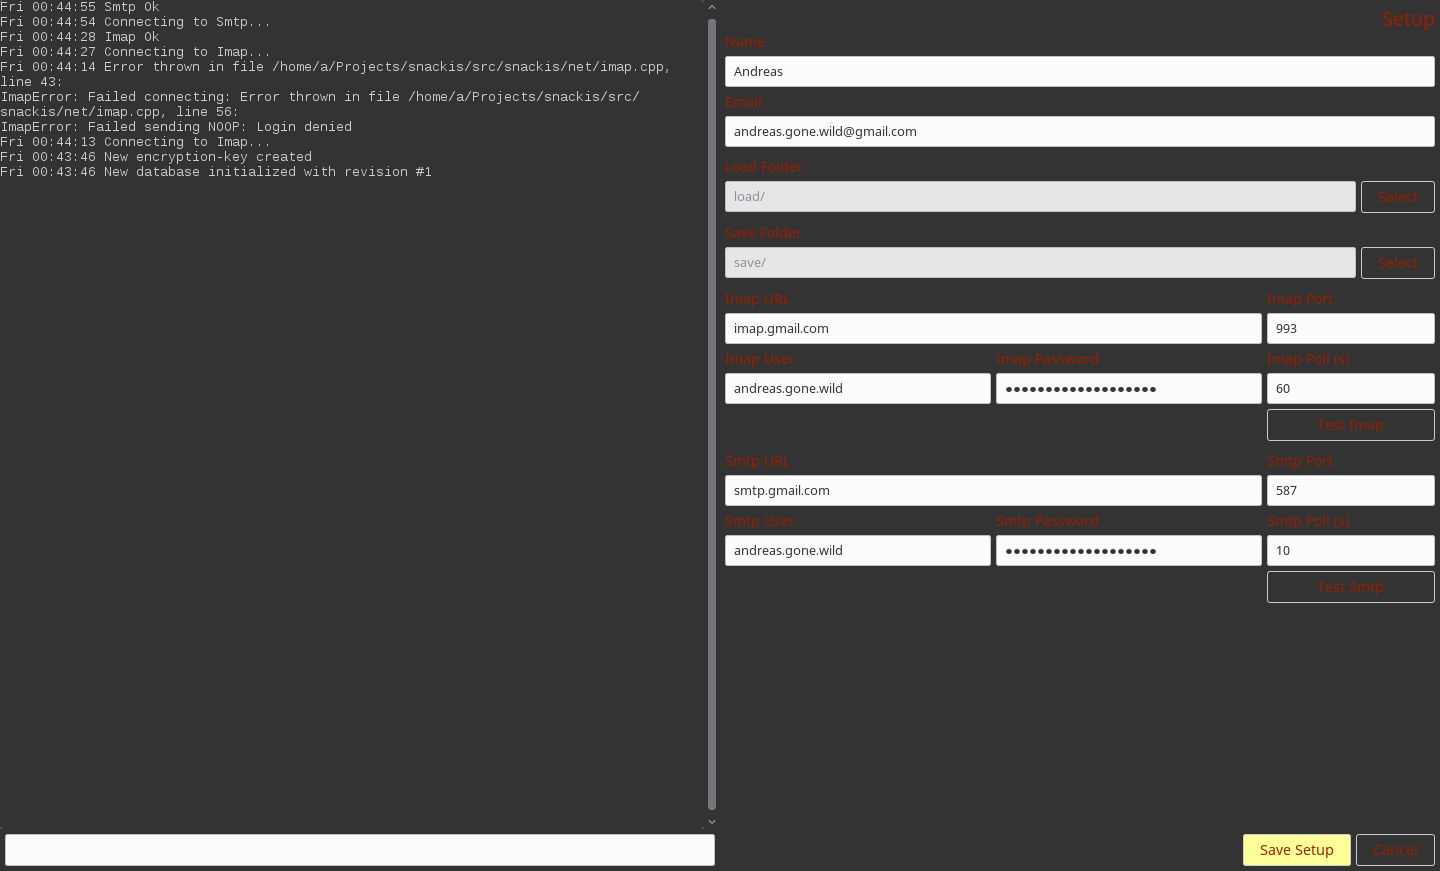 Fri 00:44:55 Smtp Ok
Fri 00:44:54 Connecting to Smtp...
Fri 00:44:28 Imap Ok
Fri 00:44:27 Connecting to Imap...
Fri 00:44:14 Error thrown in file /home/a/Projects/snackis/src/snackis/net/imap.cpp,
line 43:
ImapError: Failed connecting: Error thrown in file /home/a/Projects/snackis/src/
snackis/net/imap.cpp, line 56:
ImapError: Failed sending NOOP: Login denied
Fri 00:44:13 Connecting to Imap...
Fri 00:43:46 New encryption-key created
Fri 00:43:46 New database initialized with revision #1
Setup
Name
Andreas
Email
andreas.gone.wild@gmail.com
Load Folder
load/ Select
Save Folder
save/ Select
Imap URL Imap Port
imap.gmail.com 993
Imap User Imap Password Imap Poll (s)
andreas.gone.wild ●●●●●●●●●●●●●●●●●●● 60
Test Imap
Smtp URL Smtp Port
smtp.gmail.com 587
Smtp User Smtp Password Smtp Poll (s)
andreas.gone.wild ●●●●●●●●●●●●●●●●●●● 10
Test Smtp
Save Setup Cancel